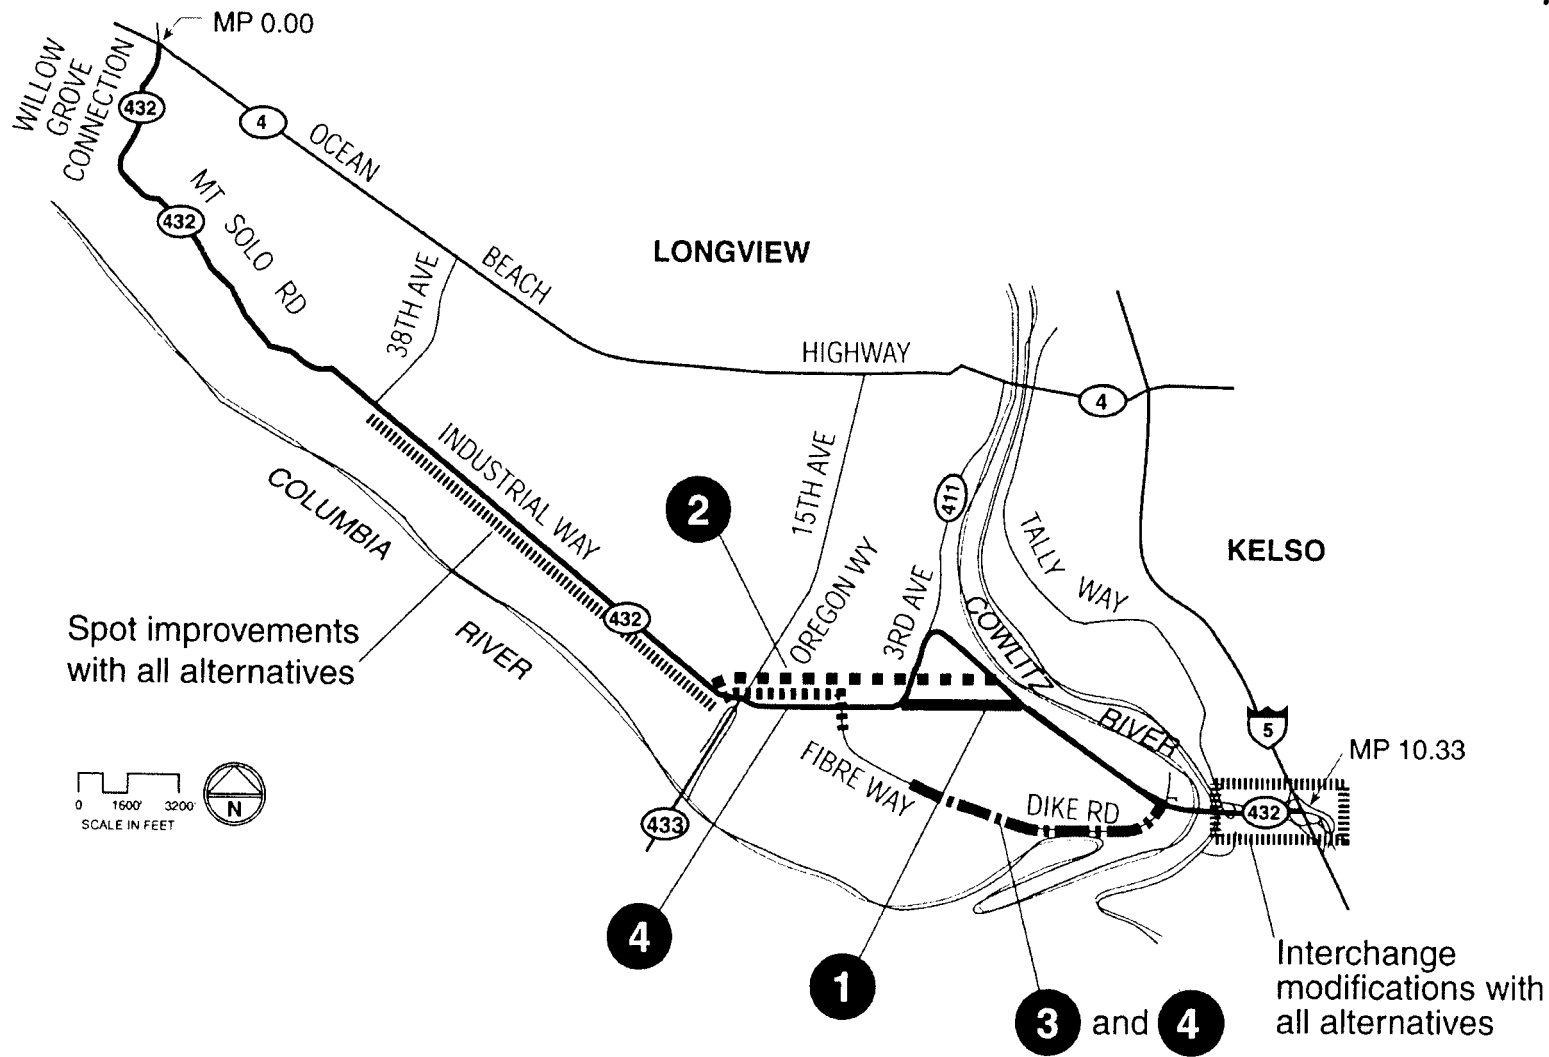 MP 0.00
WILLOW
GROVE
CONNECTION
432
4
OCEAN
BEACH
HIGHWAY
MT SOLO RD
432
LONGVIEW
38TH AVE
4
INDUSTRIAL WAY
15TH AVE
411
2
TALLY WAY
KELSO
COLUMBIA
RIVER
OREGON WY
3RD AVE
COWLITZ
RIVER
432
Spot improvements
with all alternatives
5
MP 10.33
FIBRE WAY
DIKE RD
432
433
0 1600' 3200'
SCALE IN FEET
N
4
1
3 and 4
Interchange
modifications with
all alternatives